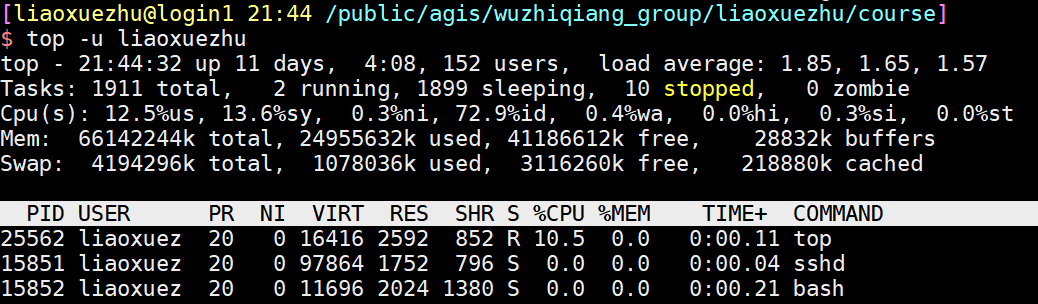 [liaoxuezhu@login1 21:44 /public/agis/wuzhiqiang_group/liaoxuezhu/course]
$ top -u liaoxuezhu
top - 21:44:32 up 11 days,  4:08, 152 users,  load average: 1.85, 1.65, 1.57
Tasks: 1911 total,   2 running, 1899 sleeping,  10 stopped,   0 zombie
Cpu(s): 12.5%us, 13.6%sy,  0.3%ni, 72.9%id,  0.4%wa,  0.0%hi,  0.3%si,  0.0%st
Mem:  66142244k total, 24955632k used, 41186612k free,    28832k buffers
Swap:  4194296k total,  1078036k used,  3116260k free,   218880k cached
  PID USER      PR  NI  VIRT  RES  SHR S %CPU %MEM    TIME+  COMMAND
25562 liaoxuez  20   0 16416 2592  852 R 10.5  0.0   0:00.11 top
15851 liaoxuez  20   0 97864 1752  796 S  0.0  0.0   0:00.04 sshd
15852 liaoxuez  20   0 11696 2024 1380 S  0.0  0.0   0:00.21 bash